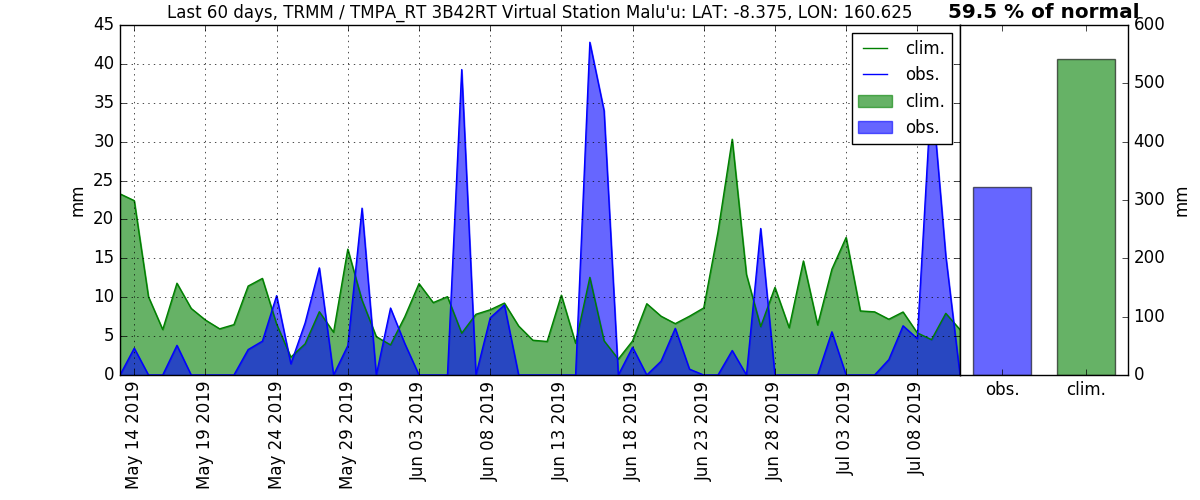 Last 60 days, TRMM / TMPA_RT 3B42RT Virtual Station Malu'u: LAT: -8.375, LON: 160.625
59.5 % of normal
45
40
35
30
25
20
15
10
5
0
mm
clim.
obs.
clim.
obs.
600
500
400
300
200
100
0
mm
May 14 2019
May 19 2019
May 24 2019
May 29 2019
Jun 03 2019
Jun 08 2019
Jun 13 2019
Jun 18 2019
Jun 23 2019
Jun 28 2019
Jul 03 2019
Jul 08 2019
obs.
clim.